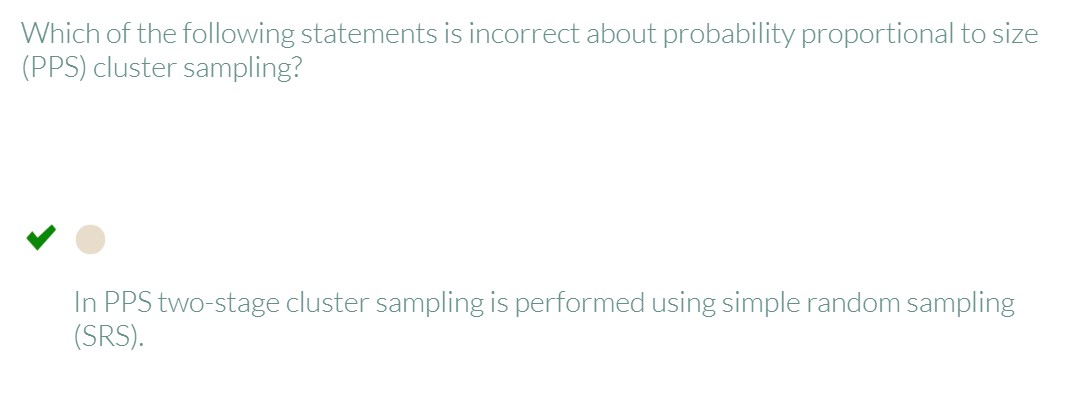 Which of the following statements is incorrect about probability proportional to size
(PPS) cluster sampling?
In PPS two-stage cluster sampling is performed using simple random sampling
(SRS).